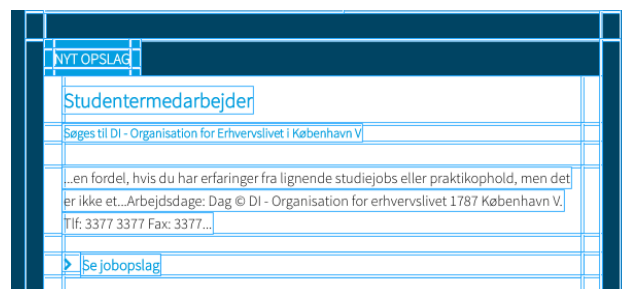 NYT OPSLAG
Studentermedarbejder
Søges til DI - Organisation for Erhvervslivet i København V
...en fordel, hvis du har erfaringer fra lignende studiejobs eller praktikophold, men det
er ikke et...Arbejdsdage: Dag © DI - Organisation for erhvervslivet 1787 København V.
Tlf: 3377 3377 Fax: 3377...
Se jobopslag